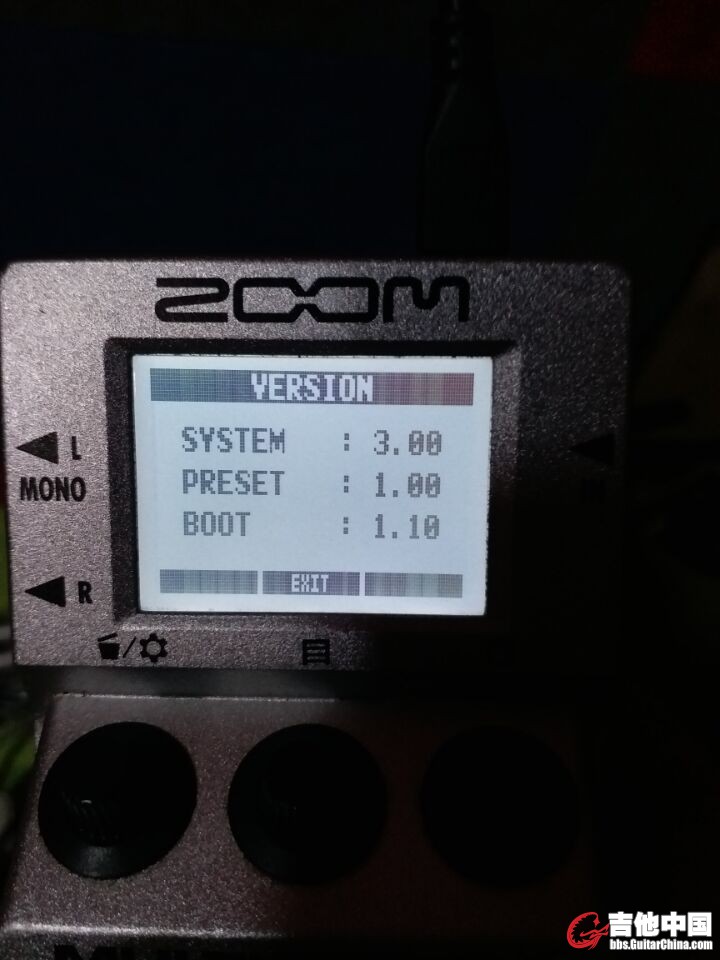 ZOOM
VERSION
SYSTEM : 3.00
PRESET : 1.00
BOOT : 1.10
EXIT
L
MONO
R
/
吉他中国
bbs.GuitarChina.com